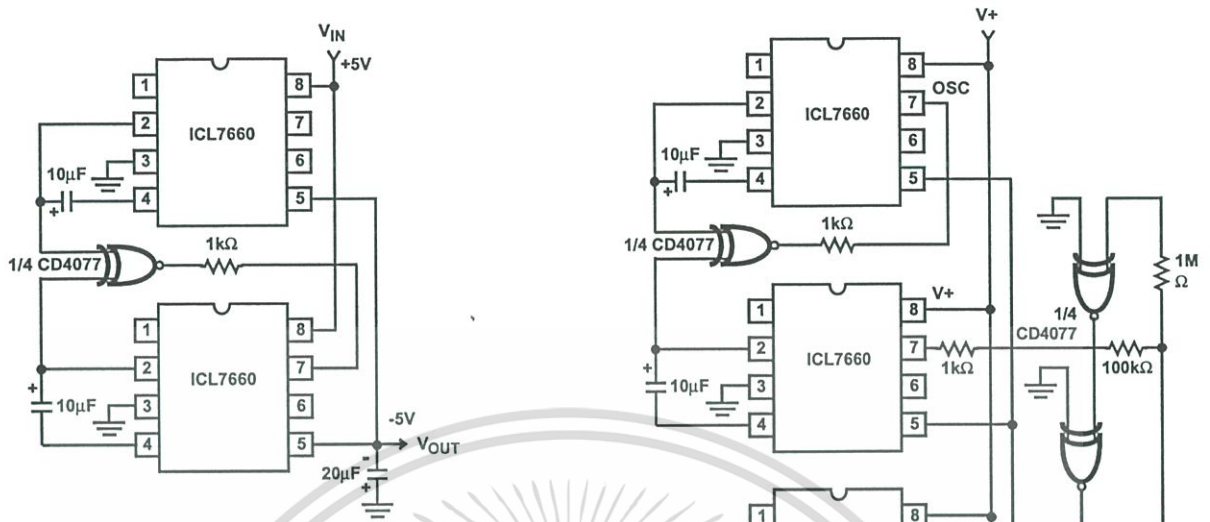 V_IN
+5V
1
8
2
ICL7660
7
10μF
3
6
+
4
5
1/4 CD4077
1kΩ
1
8
2
ICL7660
7
+
10μF
3
6
4
5
-5V
V_OUT
-
20μF
+
V+
1
8
OSC
2
ICL7660
7
10μF
3
6
+
4
5
1/4 CD4077
1kΩ
1
8
V+
2
ICL7660
7
1kΩ
+
10μF
3
6
4
5
1
8
1M
Ω
1/4
CD4077
100kΩ